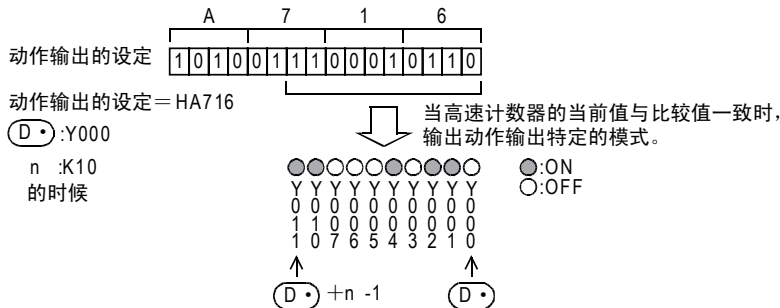 A 7 1 6
动作输出的设定 1 0 1 0 0 1 1 1 0 0 0 1 0 1 1 0
动作输出的设定＝HA716
D・:Y000
n :K10
的时候
当高速计数器的当前值与比较值一致时，
输出动作输出特定的模式。
:ON
:OFF
Y011 Y010 Y007 Y006 Y005 Y004 Y003 Y002 Y001 Y000
D・ +n -1 D・